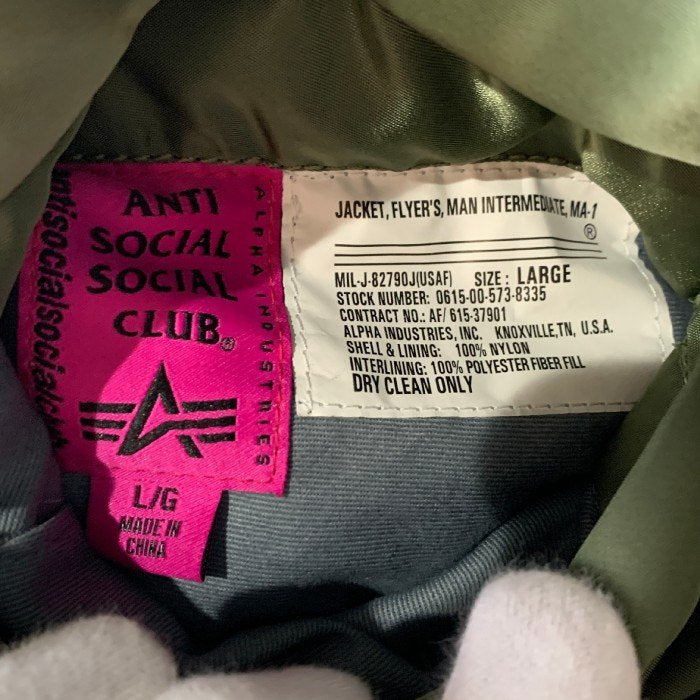 ANTI
SOCIAL
SOCIAL
CLUB®
ALPHA INDUSTRIES
antisocialsocialclub
L/G
MADE IN
CHINA
JACKET, FLYER'S, MAN INTERMEDIATE, MA-1
®
MIL-J-82790J(USAF) SIZE : LARGE
STOCK NUMBER: 0615-00-573-8335
CONTRACT NO.: AF/ 615-37901
ALPHA INDUSTRIES, INC. KNOXVILLE,TN, U.S.A.
SHELL & LINING: 100% NYLON
INTERLINING: 100% POLYESTER FIBER FILL
DRY CLEAN ONLY